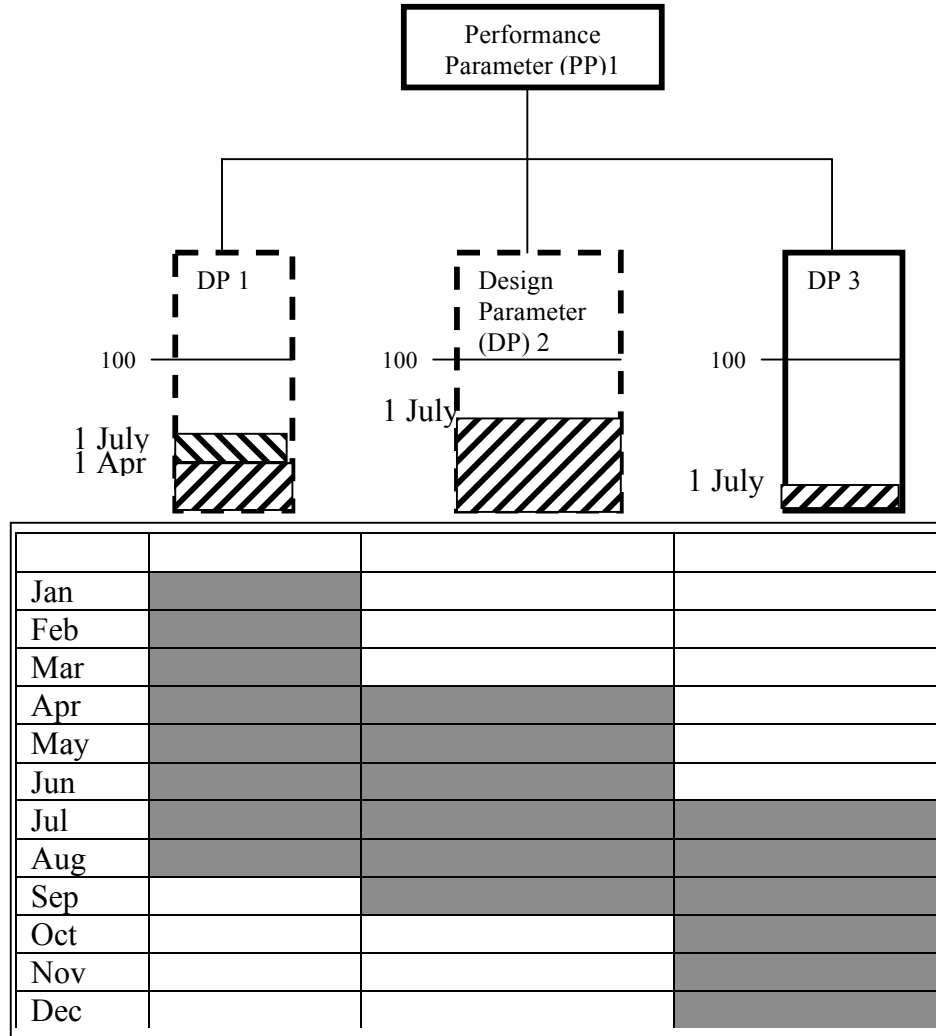 Performance
Parameter (PP)1
DP 1
Design
Parameter
(DP) 2
DP 3
100
100
100
1 July
1 Apr
1 July
1 July
Jan
Feb
Mar
Apr
May
Jun
Jul
Aug
Sep
Oct
Nov
Dec